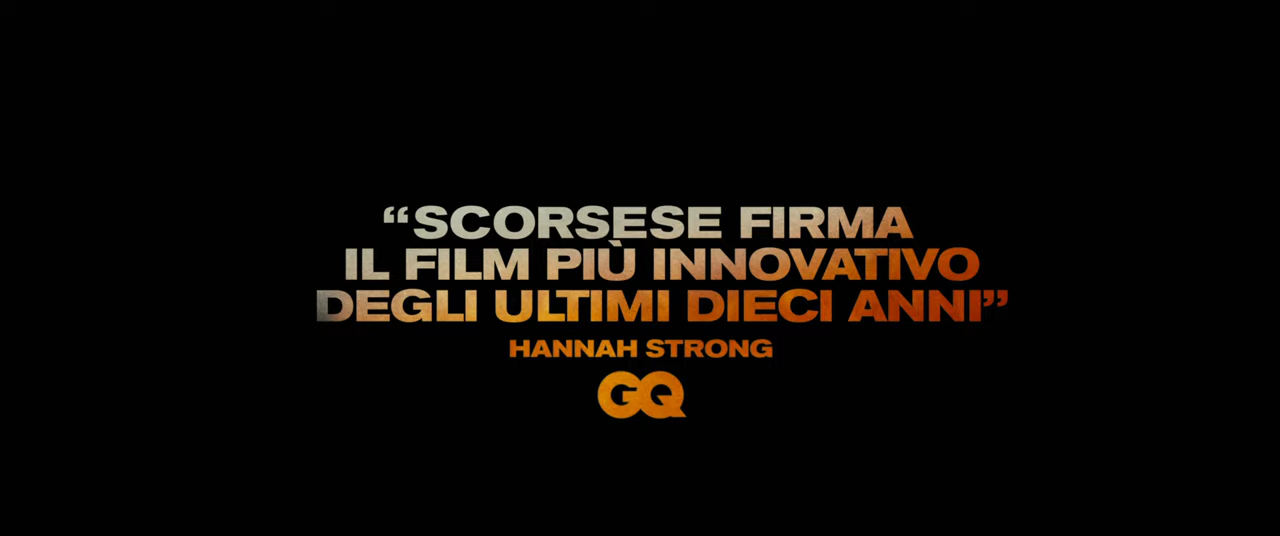 “SCORSESE FIRMA
IL FILM PIÙ INNOVATIVO
DEGLI ULTIMI DIECI ANNI”
HANNAH STRONG
GQ